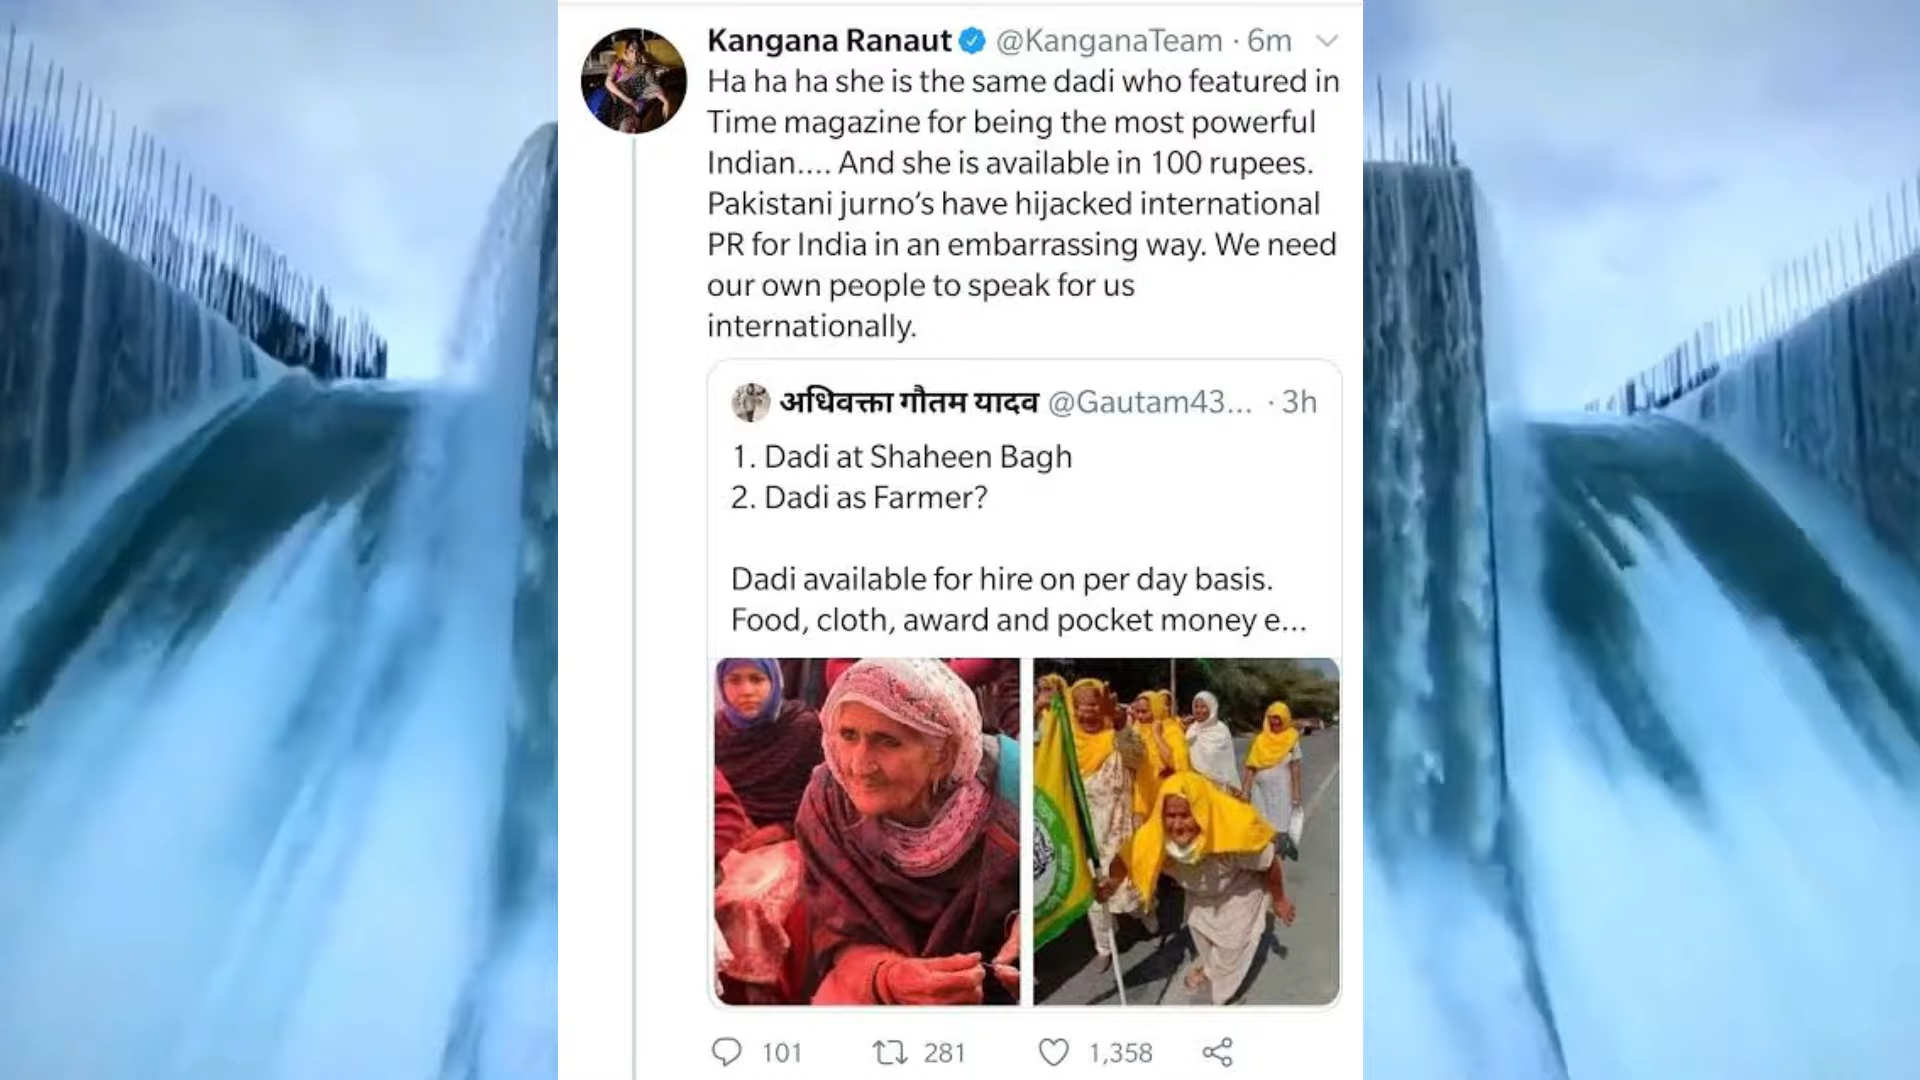 Kangana Ranaut @KanganaTeam · 6m
Ha ha ha she is the same dadi who featured in
Time magazine for being the most powerful
Indian.... And she is available in 100 rupees.
Pakistani jurno's have hijacked international
PR for India in an embarrassing way. We need
our own people to speak for us
internationally.
अधिवक्ता गौतम यादव @Gautam43... · 3h
1. Dadi at Shaheen Bagh
2. Dadi as Farmer?
Dadi available for hire on per day basis.
Food, cloth, award and pocket money e...
101 281 1,358